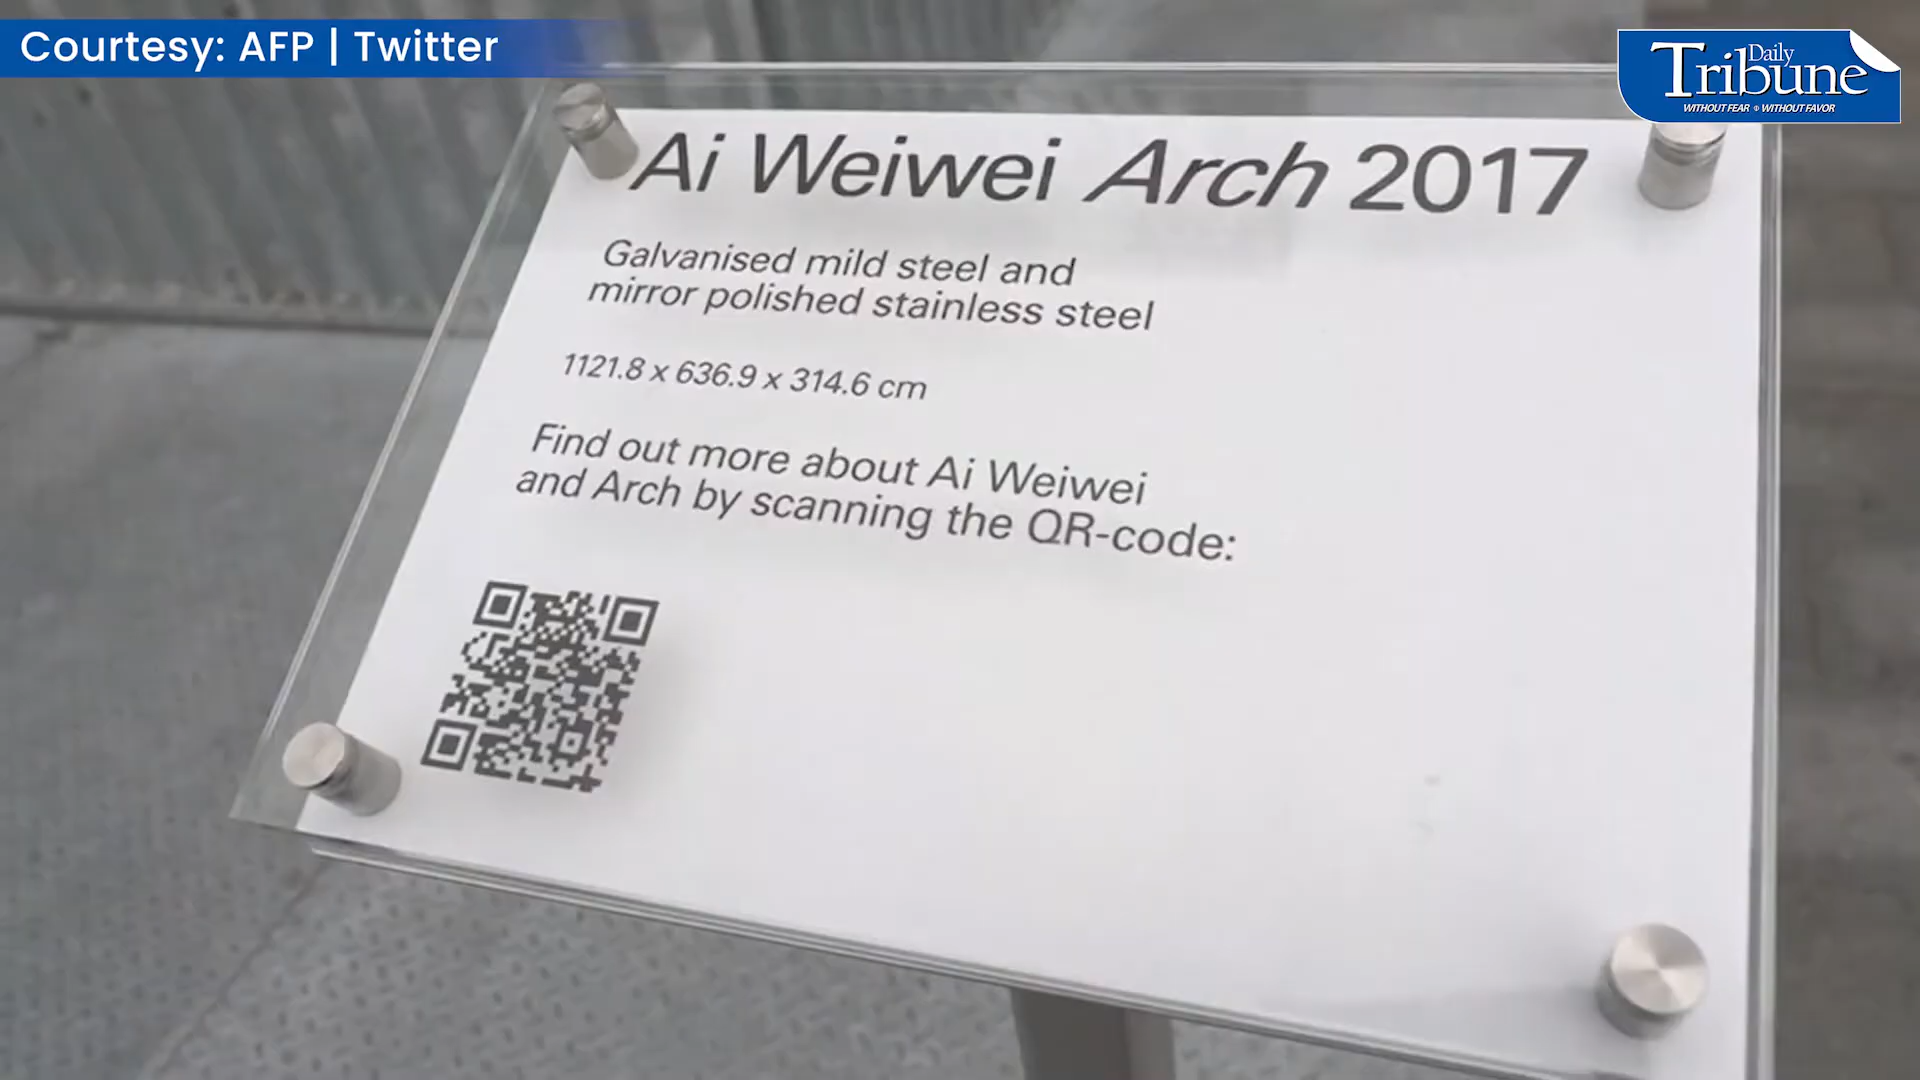 Courtesy: AFP | Twitter
Daily
Tribune
WITHOUT FEAR WITHOUT FAVOR
Ai Weiwei Arch 2017
Galvanised mild steel and
mirror polished stainless steel
1121.8 x 636.9 x 314.6 cm
Find out more about Ai Weiwei
and Arch by scanning the QR-code: